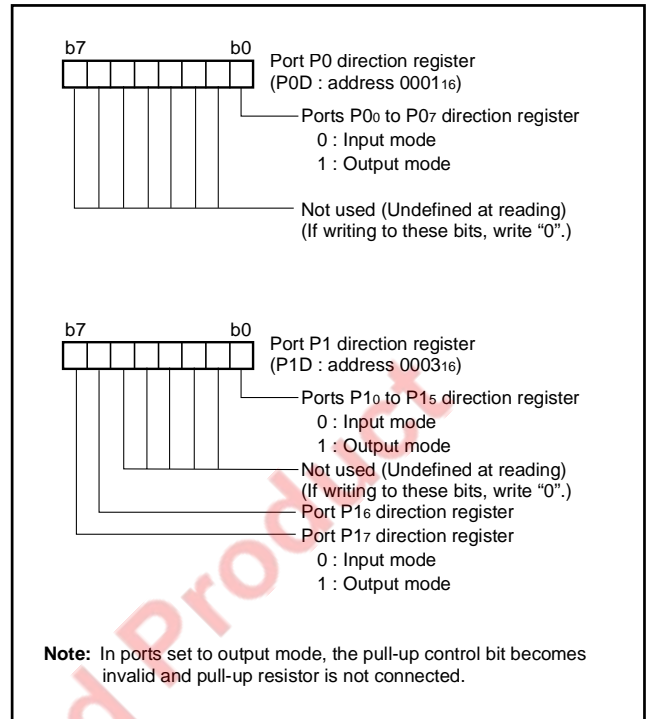 b7 b0
Port P0 direction register
(P0D : address 000116)
Ports P00 to P07 direction register
0 : Input mode
1 : Output mode
Not used (Undefined at reading)
(If writing to these bits, write “0”.)
b7 b0
Port P1 direction register
(P1D : address 000316)
Ports P10 to P15 direction register
0 : Input mode
1 : Output mode
Not used (Undefined at reading)
(If writing to these bits, write “0”.)
Port P16 direction register
Port P17 direction register
0 : Input mode
1 : Output mode
Note: In ports set to output mode, the pull-up control bit becomes
invalid and pull-up resistor is not connected.
d Product